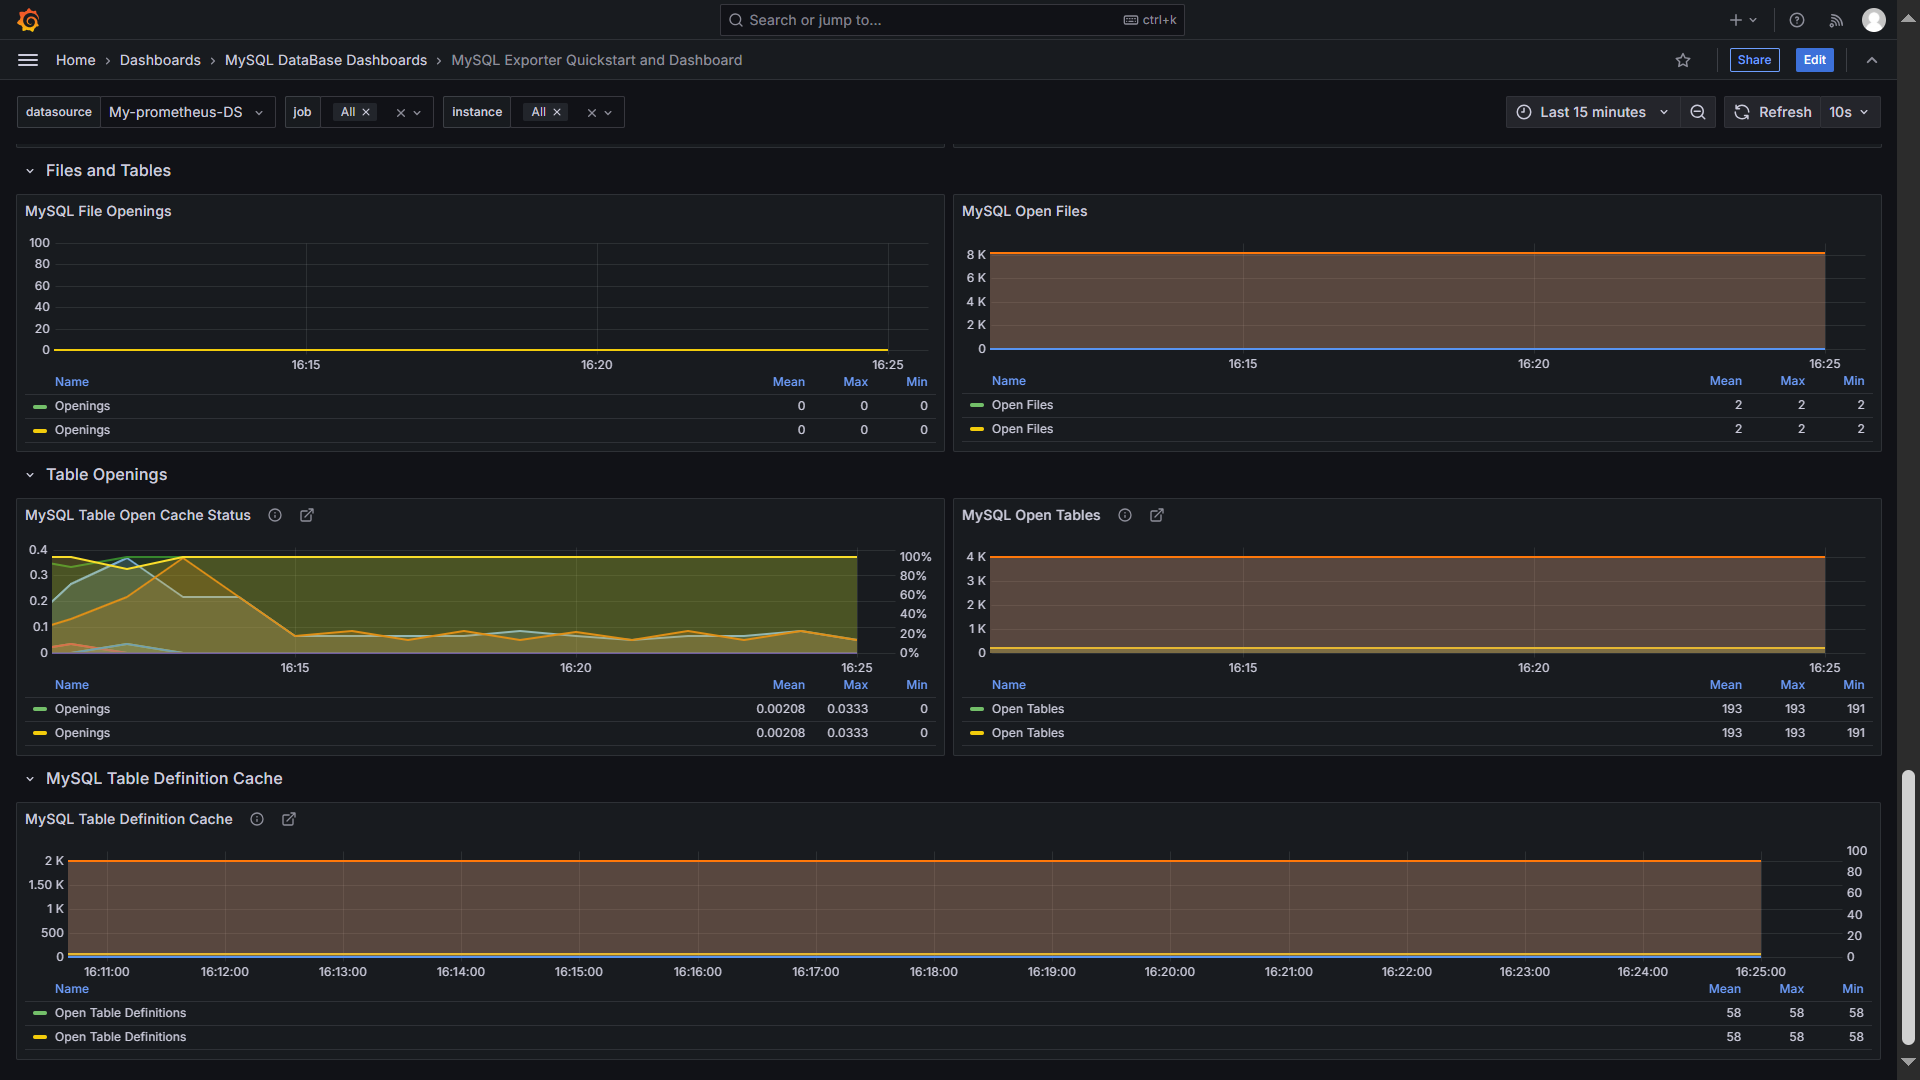 Search or jump to...
ctrl+k
Home › Dashboards › MySQL DataBase Dashboards › MySQL Exporter Quickstart and Dashboard
Share
Edit
datasource My-prometheus-DS
job All
instance All
Last 15 minutes
Refresh 10s
Files and Tables
MySQL File Openings
100
80
60
40
20
0
16:15 16:20 16:25
Name Mean Max Min
Openings 0 0 0
Openings 0 0 0
MySQL Open Files
8 K
6 K
4 K
2 K
0
16:15 16:20 16:25
Name Mean Max Min
Open Files 2 2 2
Open Files 2 2 2
Table Openings
MySQL Table Open Cache Status
0.4
0.3
0.2
0.1
0
100%
80%
60%
40%
20%
0%
16:15 16:20 16:25
Name Mean Max Min
Openings 0.00208 0.0333 0
Openings 0.00208 0.0333 0
MySQL Open Tables
4 K
3 K
2 K
1 K
0
16:15 16:20 16:25
Name Mean Max Min
Open Tables 193 193 191
Open Tables 193 193 191
MySQL Table Definition Cache
MySQL Table Definition Cache
2 K
1.50 K
1 K
500
0
100
80
60
40
20
0
16:11:00 16:12:00 16:13:00 16:14:00 16:15:00 16:16:00 16:17:00 16:18:00 16:19:00 16:20:00 16:21:00 16:22:00 16:23:00 16:24:00 16:25:00
Name Mean Max Min
Open Table Definitions 58 58 58
Open Table Definitions 58 58 58